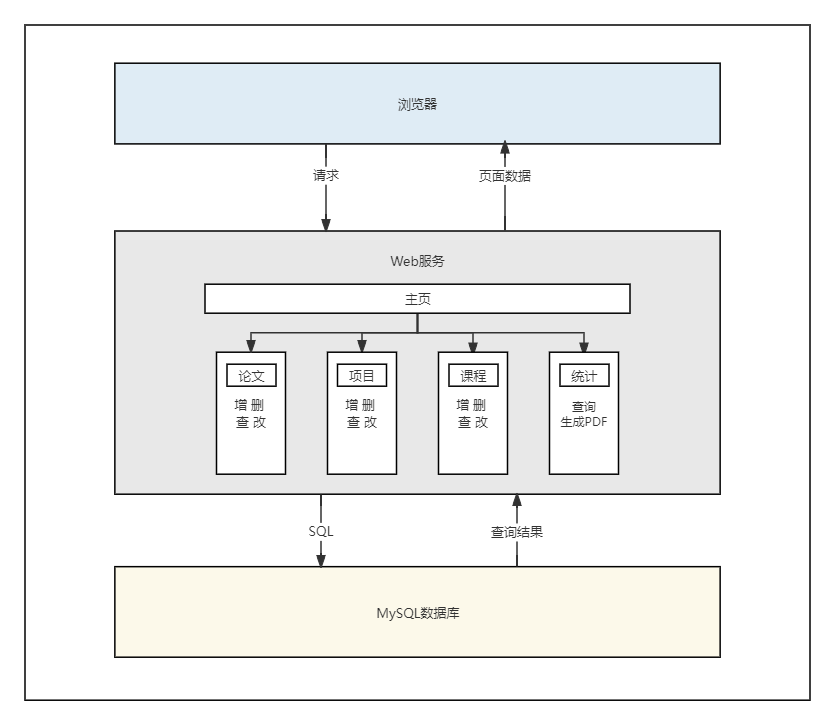 浏览器
请求
页面数据
Web服务
主页
论文
项目
课程
统计
增 删
查 改
增 删
查 改
增 删
查 改
查询
生成PDF
SQL
查询结果
MySQL数据库